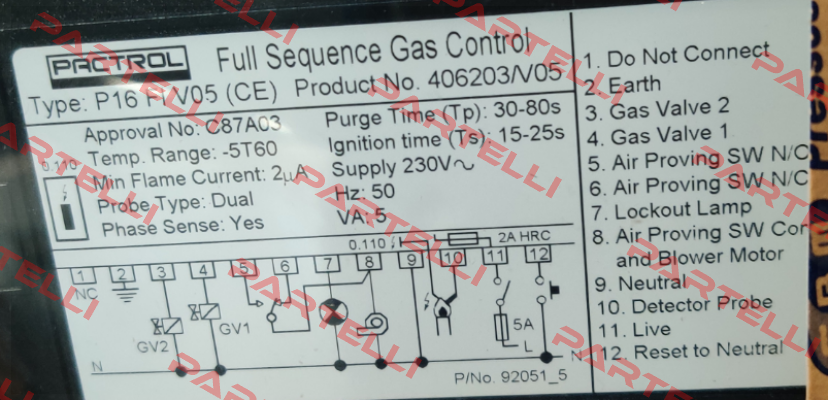 PACTROL
Full Sequence Gas Control
Type: P16 FI/V05 (CE) Product No. 406203/V05
Approval No: C87A03
Temp. Range: -5T60
Min Flame Current: 2µA
Probe Type: Dual
Phase Sense: Yes
0.110
Purge Time (Tp): 30-80s
Ignition time (Ts): 15-25s
Supply 230V~
Hz: 50
VA: 5
0.110
2A HRC
1 2 3 4 5 6 7 8 9 10 11 12
NC
GV2
GV1
5A
L
N
N
P/No. 92051_5
1. Do Not Connect
2. Earth
3. Gas Valve 2
4. Gas Valve 1
5. Air Proving SW N/C
6. Air Proving SW N/C
7. Lockout Lamp
8. Air Proving SW Com
and Blower Motor
9. Neutral
10. Detector Probe
11. Live
12. Reset to Neutral
PARTELLI